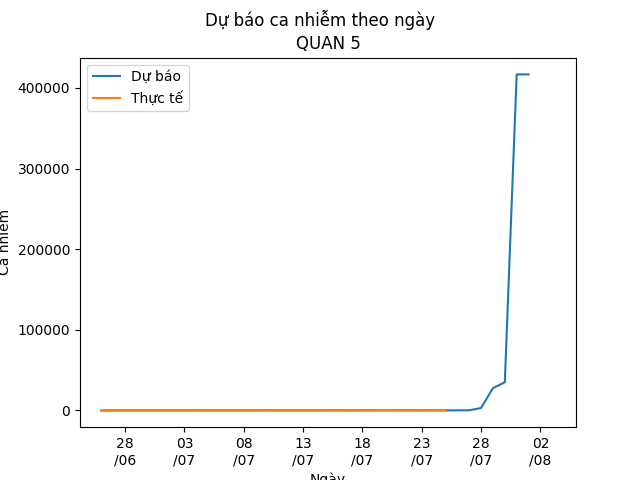 Dự báo ca nhiễm theo ngày
QUAN 5
Dự báo
Thực tế
Ca nhiễm
400000
300000
200000
100000
0
28 03 08 13 18 23 28 02
/06 /07 /07 /07 /07 /07 /07 /08
Ngày